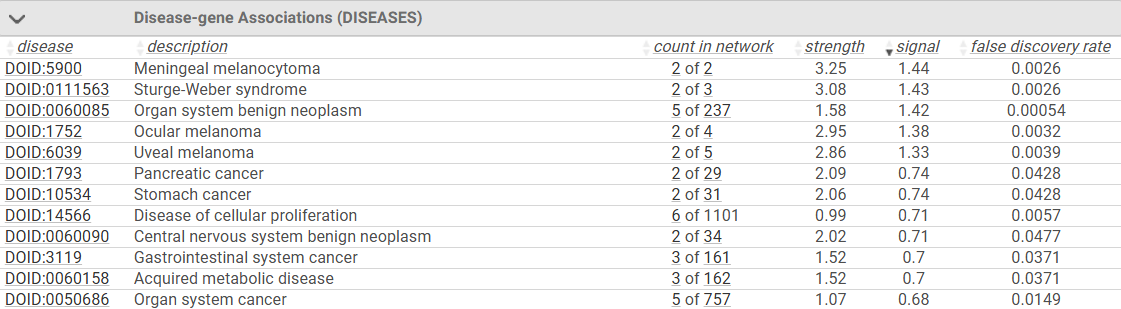 Disease-gene Associations (DISEASES)
disease description count in network strength signal false discovery rate
DOID:5900 Meningeal melanocytoma 2 of 2 3.25 1.44 0.0026
DOID:0111563 Sturge-Weber syndrome 2 of 3 3.08 1.43 0.0026
DOID:0060085 Organ system benign neoplasm 5 of 237 1.58 1.42 0.00054
DOID:1752 Ocular melanoma 2 of 4 2.95 1.38 0.0032
DOID:6039 Uveal melanoma 2 of 5 2.86 1.33 0.0039
DOID:1793 Pancreatic cancer 2 of 29 2.09 0.74 0.0428
DOID:10534 Stomach cancer 2 of 31 2.06 0.74 0.0428
DOID:14566 Disease of cellular proliferation 6 of 1101 0.99 0.71 0.0057
DOID:0060090 Central nervous system benign neoplasm 2 of 34 2.02 0.71 0.0477
DOID:3119 Gastrointestinal system cancer 3 of 161 1.52 0.7 0.0371
DOID:0060158 Acquired metabolic disease 3 of 162 1.52 0.7 0.0371
DOID:0050686 Organ system cancer 5 of 757 1.07 0.68 0.0149